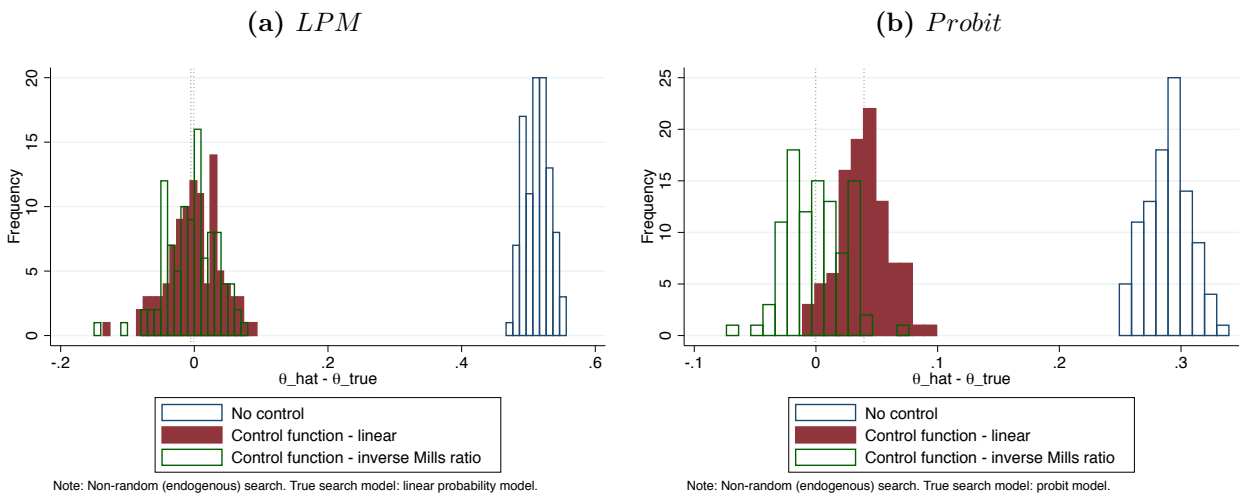 (a) LPM
(b) Probit
Frequency
20
15
10
5
0
-.2
0
.2
.4
.6
θ_hat - θ_true
No control
Control function - linear
Control function - inverse Mills ratio
Note: Non-random (endogenous) search. True search model: linear probability model.
Frequency
25
20
15
10
5
0
-.1
0
.1
.2
.3
θ_hat - θ_true
No control
Control function - linear
Control function - inverse Mills ratio
Note: Non-random (endogenous) search. True search model: probit model.